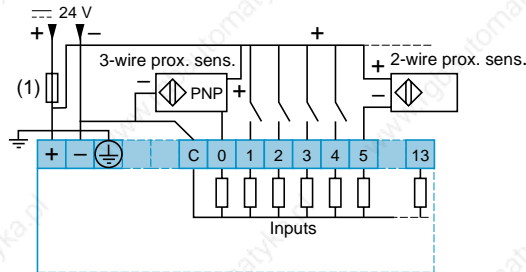 ⎓ 24 V
+ −
+
3-wire prox. sens.
2-wire prox. sens.
(1)
− PNP +
+
−
+ − C 0 1 2 3 4 5 13
Inputs